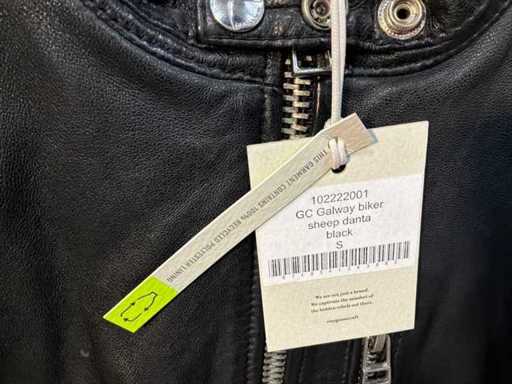 THIS GARMENT CONTAINS 100% RECYCLED POLYESTER LINING
102222001
GC Galway biker
sheep danta
black
S
We are not just a brand.
We captivate the mindset of
the hidden rebels out there.